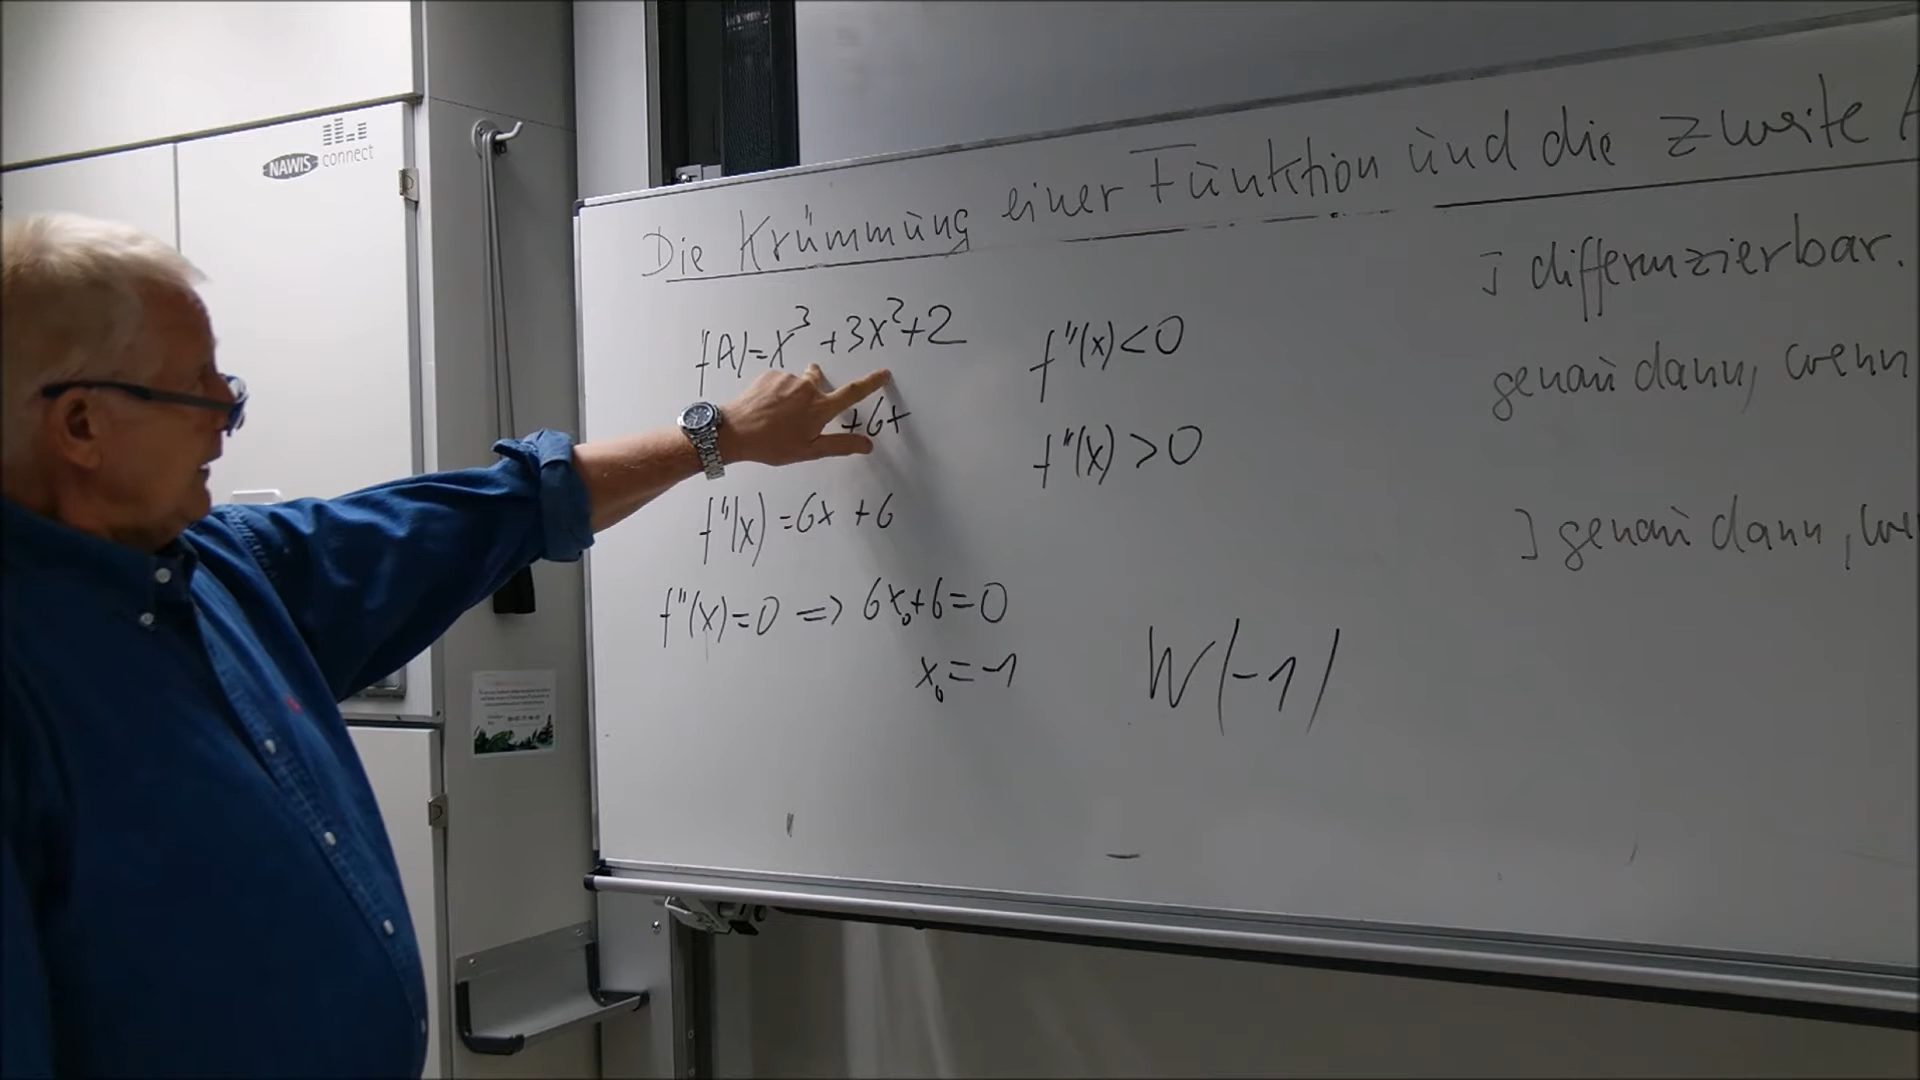 NAWIS connect
Die Krümmung einer Funktion und die zweite
f(x)=x³+3x²+2
+6x
f''(x)=6x+6
f''(x)=0 => 6x₀+6=0
x₀=-1
f''(x)<0
f''(x)>0
W(-1)
differenzierbar.
genau dann, wenn
genau dann,